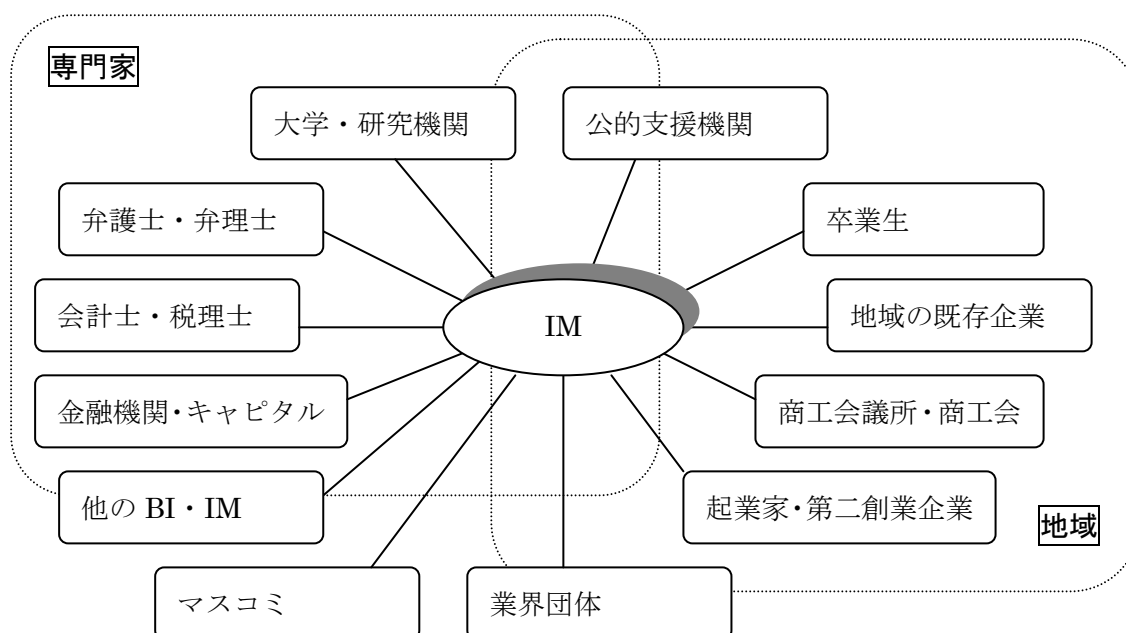 専門家
大学・研究機関
公的支援機関
弁護士・弁理士
卒業生
会計士・税理士
IM
地域の既存企業
金融機関・キャピタル
商工会議所・商工会
他の BI・IM
起業家・第二創業企業
地域
マスコミ
業界団体